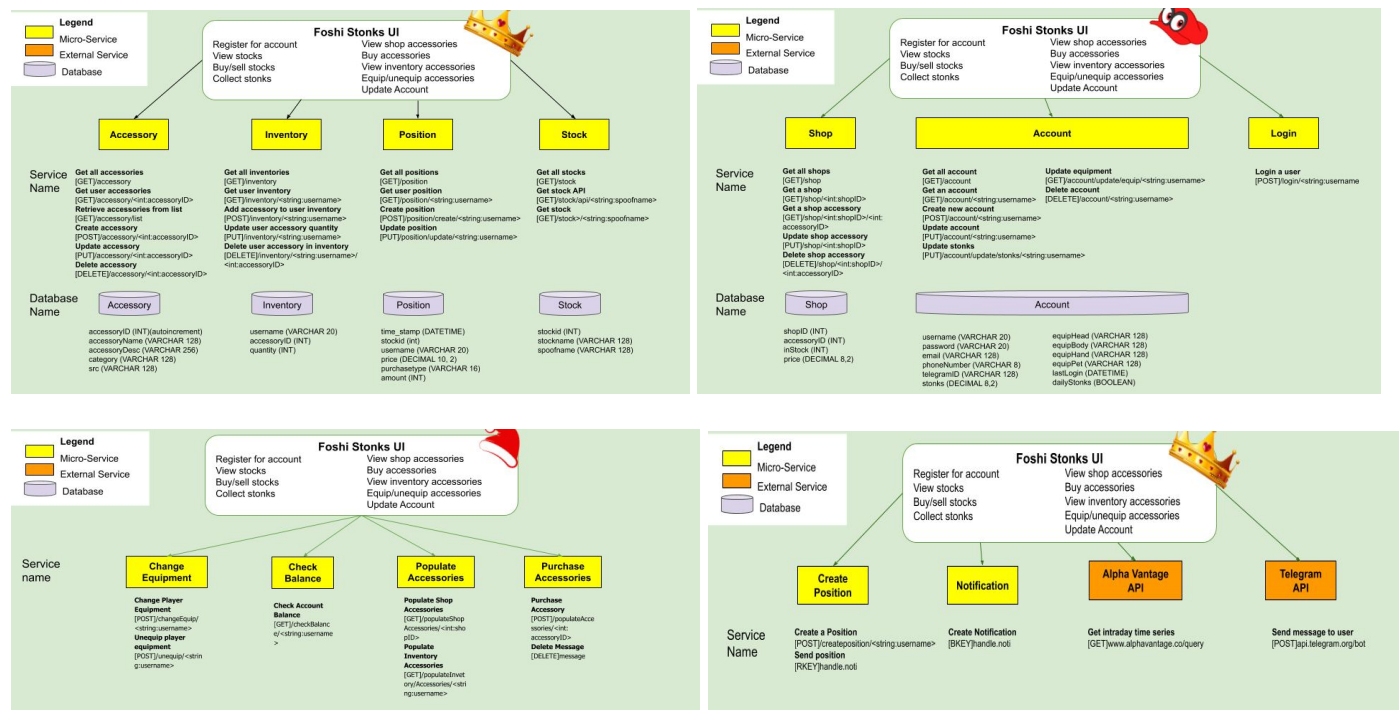 Legend
Micro-Service
External Service
Database
Foshi Stonks UI
Register for account
View stocks
Buy/sell stocks
Collect stonks
View shop accessories
Buy accessories
View inventory accessories
Equip/unequip accessories
Update Account
Accessory
Inventory
Position
Stock
Service
Name
Get all accessories
[GET]/accessory
Get user accessories
[GET]/accessory/<int:accessoryID>
Retrieve accessories from list
[GET]/accessory/list
Create accessory
[POST]/accessory/<int:accessoryID>
Update accessory
[PUT]/accessory/<int:accessoryID>
Delete accessory
[DELETE]/accessory/<int:accessoryID>
Get all inventories
[GET]/inventory
Get user inventory
[GET]/inventory/<string:username>
Add accessory to user inventory
[POST]/inventory/<string:username>
Update user accessory quantity
[PUT]/inventory/<string:username>
Delete user accessory in inventory
[DELETE]/inventory/<string:username>/
<int:accessoryID>
Get all positions
[GET]/position
Get user position
[GET]/position/<string:username>
Create position
[POST]/position/create/<string:username>
Update position
[PUT]/position/update/<string:username>
Get all stocks
[GET]/stock
Get stock API
[GET]/stock/api/<string:spoofname>
Get stock
[GET]/stock>/<string:spoofname>
Database
Name
Accessory
Inventory
Position
Stock
accessoryID (INT)(autoincrement)
accessoryName (VARCHAR 128)
accessoryDesc (VARCHAR 256)
category (VARCHAR 128)
src (VARCHAR 128)
username (VARCHAR 20)
accessoryID (INT)
quantity (INT)
time_stamp (DATETIME)
stockid (int)
username (VARCHAR 20)
price (DECIMAL 10, 2)
purchasetype (VARCHAR 16)
amount (INT)
stockid (INT)
stockname (VARCHAR 128)
spoofname (VARCHAR 128)
Legend
Micro-Service
External Service
Database
Foshi Stonks UI
Register for account
View stocks
Buy/sell stocks
Collect stonks
View shop accessories
Buy accessories
View inventory accessories
Equip/unequip accessories
Update Account
Shop
Account
Login
Service
Name
Get all shops
[GET]/shop
Get a shop
[GET]/shop/<int:shopID>
Get a shop accessory
[GET]/shop/<int:shopID>/<int:
accessoryID>
Update shop accessory
[PUT]/shop/<int:shopID>
Delete shop accessory
[DELETE]/shop/<int:shopID>/
<int:accessoryID>
Get all account
[GET]/account
Get an account
[GET]/account/<string:username>
Create new account
[POST]/account/<string:username>
Update account
[PUT]/account/<string:username>
Update stonks
[PUT]/account/update/stonks/<string:username>
Update equipment
[GET]/account/update/equip/<string:username>
Delete account
[DELETE]/account/<string:username>
Login a user
[POST]/login/<string:username
Database
Name
Shop
Account
shopID (INT)
accessoryID (INT)
inStock (INT)
price (DECIMAL 8,2)
username (VARCHAR 20)
password (VARCHAR 20)
email (VARCHAR 128)
phoneNumber (VARCHAR 8)
telegramID (VARCHAR 128)
stonks (DECIMAL 8,2)
equipHead (VARCHAR 128)
equipBody (VARCHAR 128)
equipHand (VARCHAR 128)
equipPet (VARCHAR 128)
lastLogin (DATETIME)
dailyStonks (BOOLEAN)
Legend
Micro-Service
External Service
Database
Foshi Stonks UI
Register for account
View stocks
Buy/sell stocks
Collect stonks
View shop accessories
Buy accessories
View inventory accessories
Equip/unequip accessories
Update Account
Service
name
Change
Equipment
Check
Balance
Populate
Accessories
Purchase
Accessories
Change Player
Equipment
[POST]/changeEquip/
<string:username>
Unequip player
equipment
[POST]/unequip/<strin
g:username>
Check Account
Balance
[GET]/checkBalanc
e/<string:username
>
Populate Shop
Accessories
[GET]/populateShop
Accessories/<int:sho
pID>
Populate
Inventory
Accessories
[GET]/populateInvet
ory/Accessories/<stri
ng:username>
Purchase
Accessory
[POST]/populateAcce
ssories/<int:
accessoryID>
Delete Message
[DELETE]message
Legend
Micro-Service
External Service
Database
Foshi Stonks UI
Register for account
View stocks
Buy/sell stocks
Collect stonks
View shop accessories
Buy accessories
View inventory accessories
Equip/unequip accessories
Update Account
Create
Position
Notification
Alpha Vantage
API
Telegram
API
Service
Name
Create a Position
[POST]/createposition/<string:username>
Send position
[RKEY]handle.noti
Create Notification
[BKEY]handle.noti
Get intraday time series
[GET]www.alphavantage.co/query
Send message to user
[POST]api.telegram.org/bot